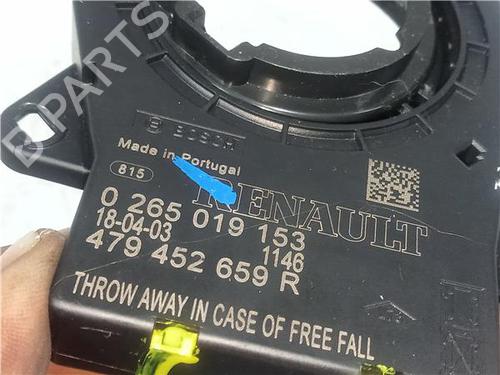 B-PARTS
BOSCH
Made in Portugal
815
RENAULT
0 265 019 153
18-04-03 1146
479 452 659 R
THROW AWAY IN CASE OF FREE FALL